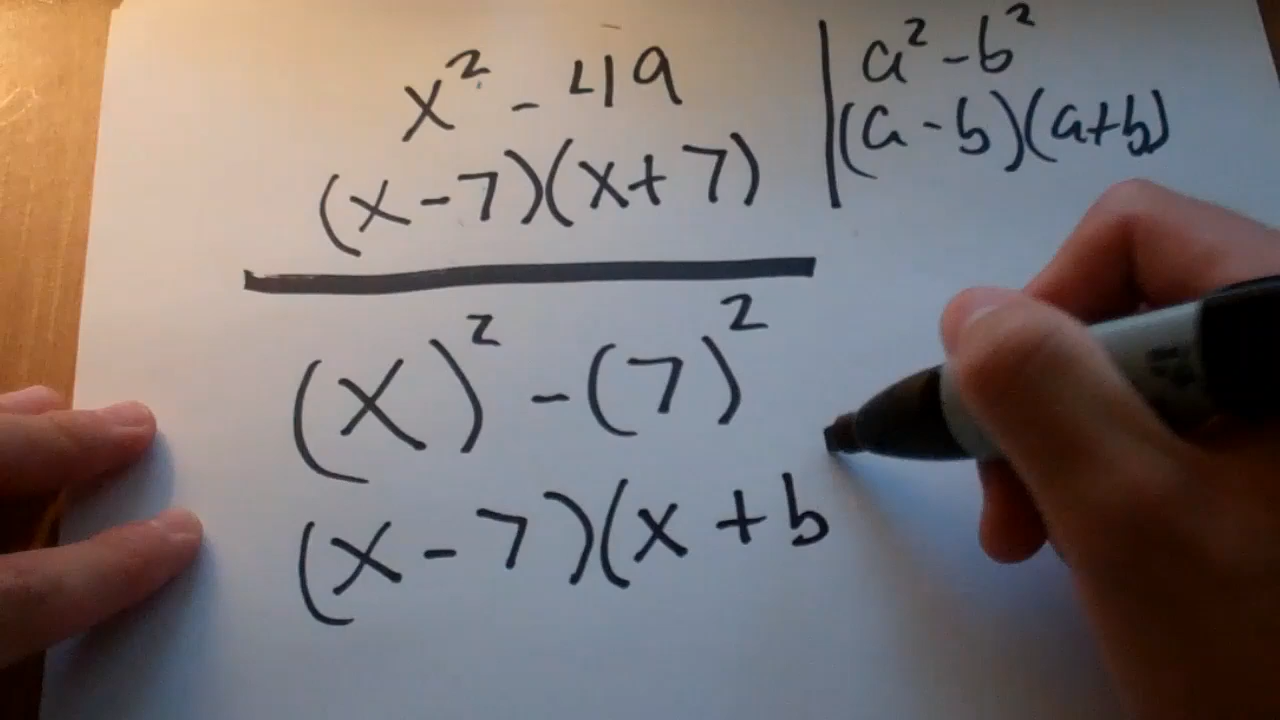 x² - 49
(x-7)(x+7)
a² - b²
(a-b)(a+b)
(x)² - (7)²
(x-7)(x+b